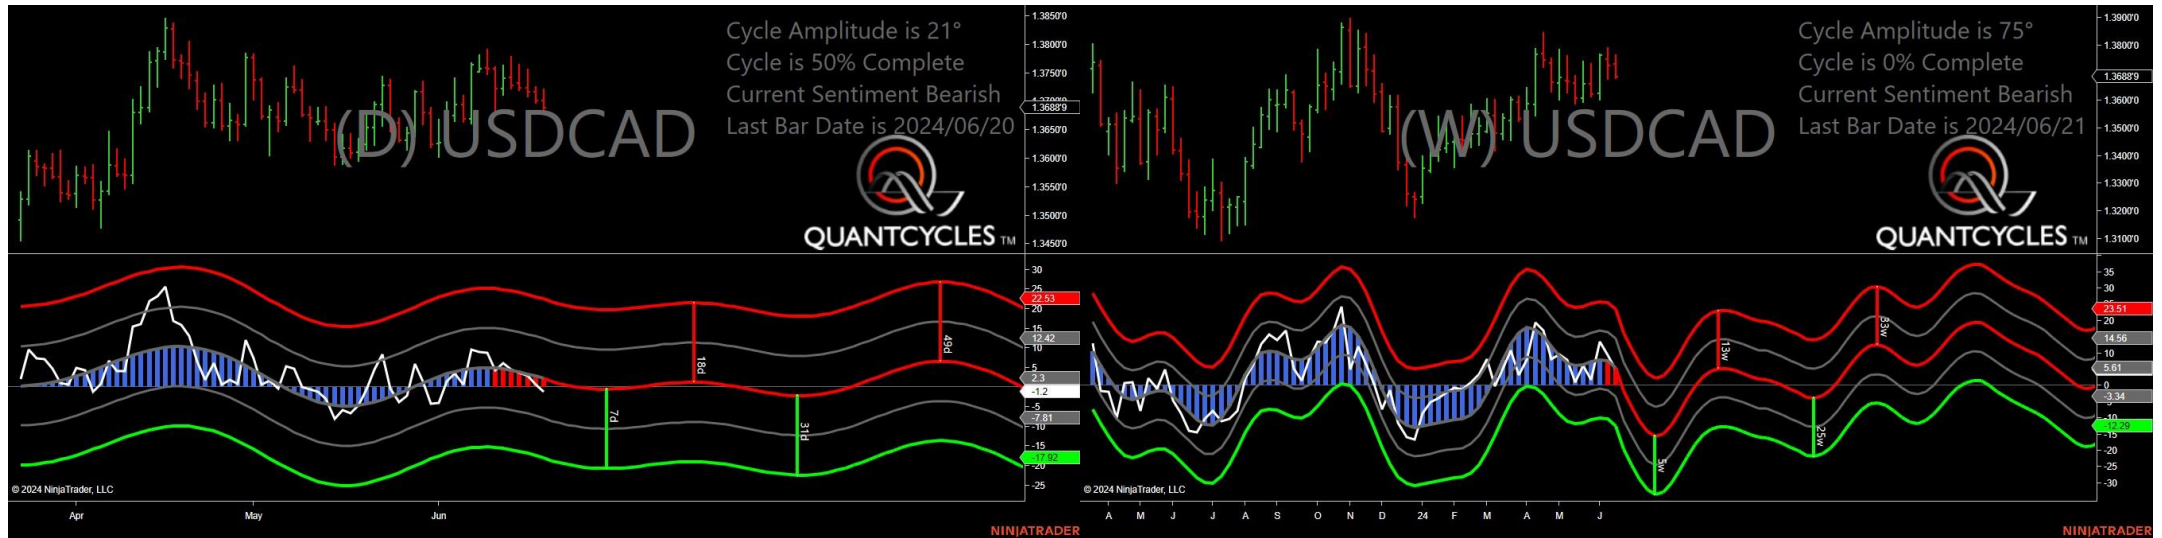 Cycle Amplitude is 21°
Cycle is 50% Complete
Current Sentiment Bearish
Last Bar Date is 2024/06/20
(D) USDCAD
QUANTCYCLES TM
1.3850'0
1.3800'0
1.3750'0
1.3688'9
1.3650'0
1.3600'0
1.3550'0
1.3500'0
1.3450'0
30
25
22.53
20
15
12.42
10
5
2.3
-1.2
-5
-7.81
-10
-15
-17.92
-20
-25
7d
18d
31d
49d
© 2024 NinjaTrader, LLC
Apr
May
Jun
NINJATRADER
Cycle Amplitude is 75°
Cycle is 0% Complete
Current Sentiment Bearish
Last Bar Date is 2024/06/21
(W) USDCAD
QUANTCYCLES TM
1.3900'0
1.3800'0
1.3688'9
1.3600'0
1.3500'0
1.3400'0
1.3300'0
1.3200'0
1.3100'0
35
30
23.51
20
14.56
10
5.61
0
-3.34
-10
-12.29
-15
-20
-25
-30
5w
13w
25w
33w
© 2024 NinjaTrader, LLC
A M J J A S O N D 24 F M A M J
NINJATRADER